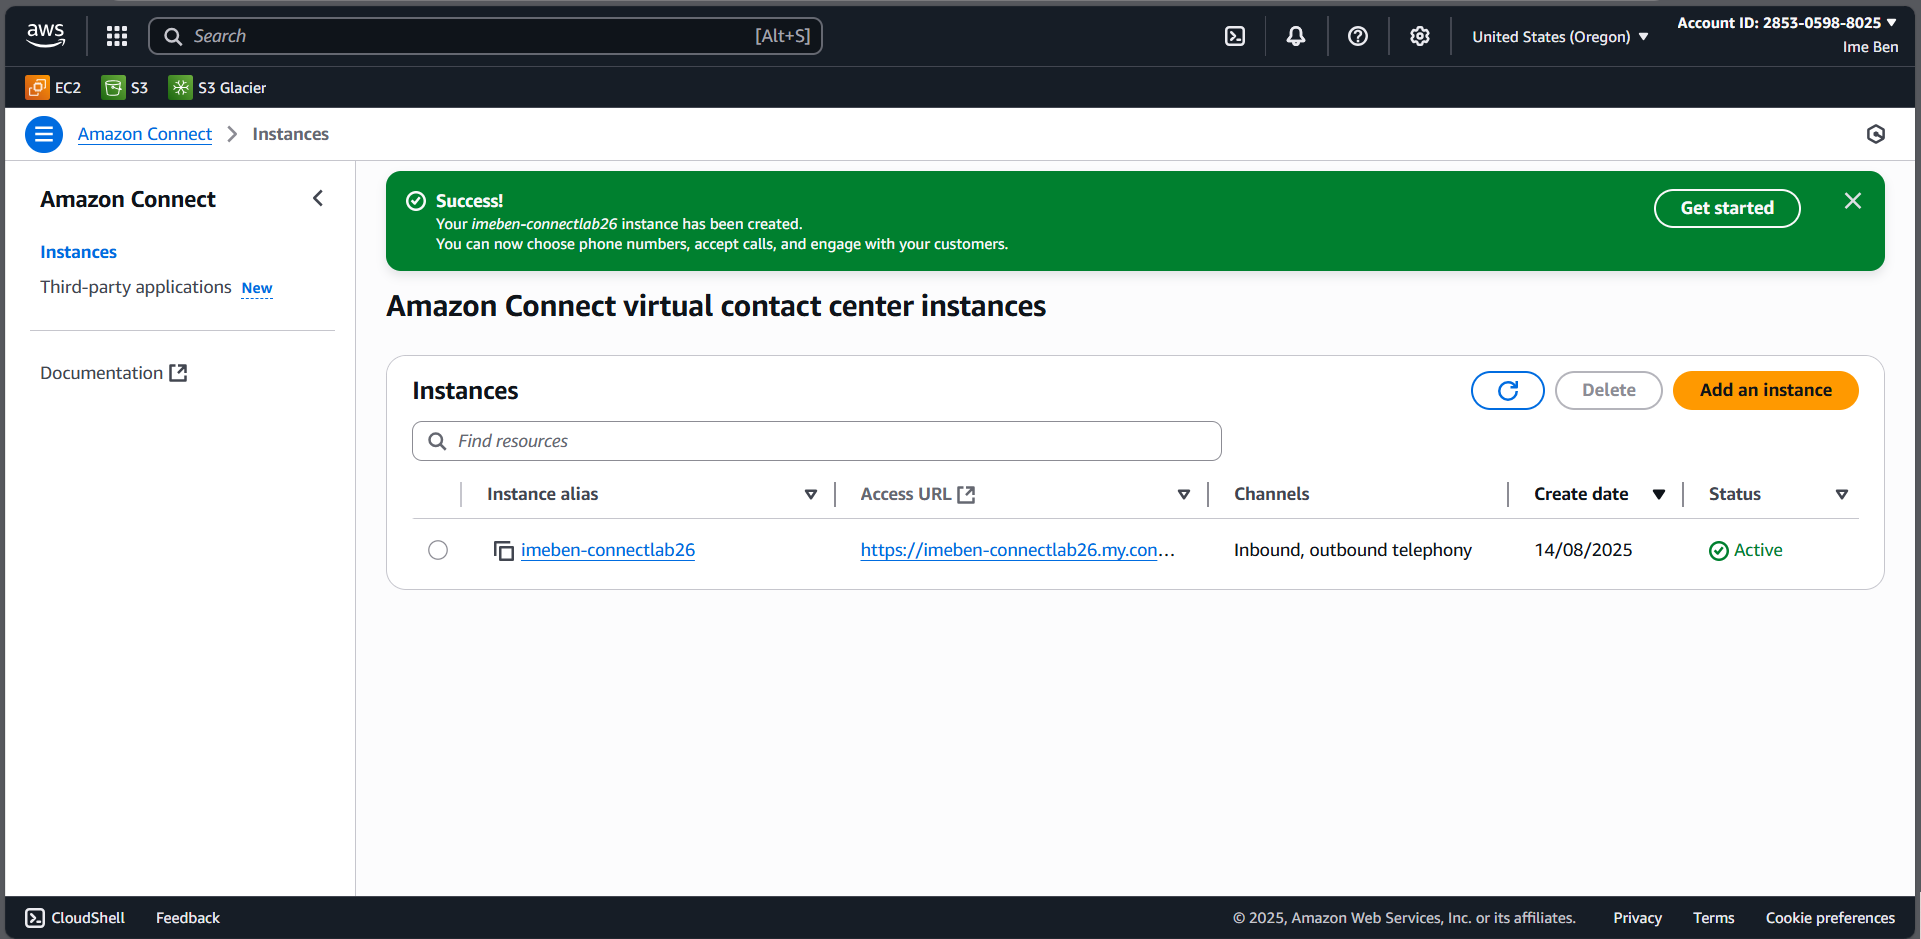 aws
Search [Alt+S]
United States (Oregon)
Account ID: 2853-0598-8025
Ime Ben
EC2 S3 S3 Glacier
Amazon Connect Instances
Amazon Connect
Instances
Third-party applications New
Documentation
Success!
Your imeben-connectlab26 instance has been created.
You can now choose phone numbers, accept calls, and engage with your customers.
Get started
Amazon Connect virtual contact center instances
Instances
Delete
Add an instance
Find resources
Instance alias Access URL Channels Create date Status
imeben-connectlab26 https://imeben-connectlab26.my.con... Inbound, outbound telephony 14/08/2025 Active
CloudShell Feedback © 2025, Amazon Web Services, Inc. or its affiliates. Privacy Terms Cookie preferences